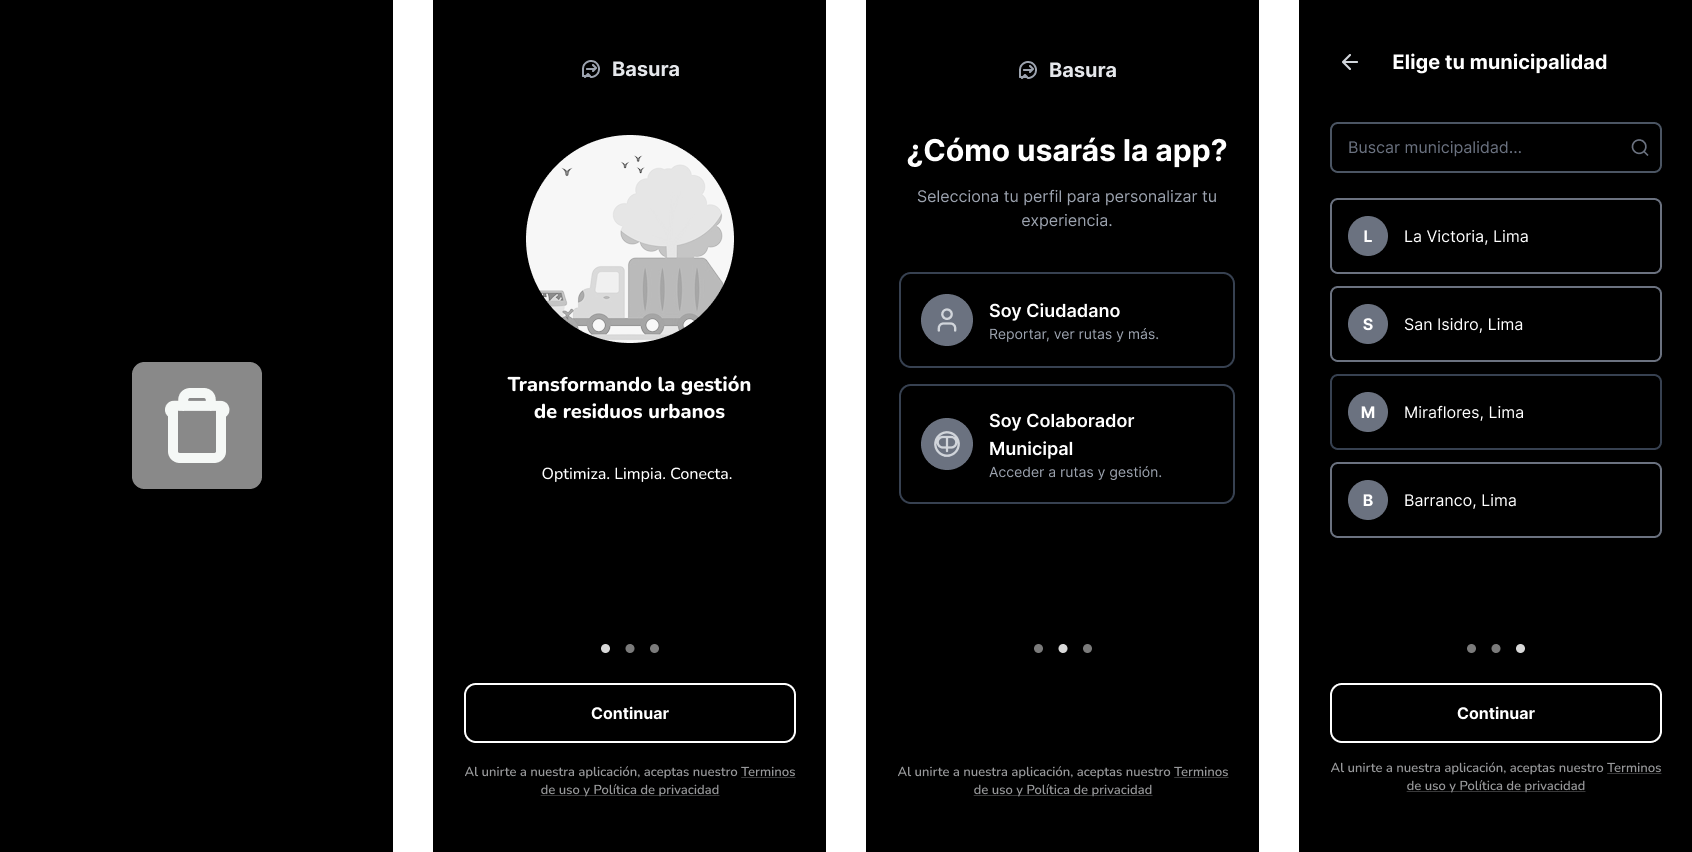 Basura
Transformando la gestión
de residuos urbanos
Optimiza. Limpia. Conecta.
Continuar
Al unirte a nuestra aplicación, aceptas nuestro Terminos
de uso y Política de privacidad
Basura
¿Cómo usarás la app?
Selecciona tu perfil para personalizar tu
experiencia.
Soy Ciudadano
Reportar, ver rutas y más.
Soy Colaborador
Municipal
Acceder a rutas y gestión.
Al unirte a nuestra aplicación, aceptas nuestro Terminos
de uso y Política de privacidad
Elige tu municipalidad
Buscar municipalidad...
L La Victoria, Lima
S San Isidro, Lima
M Miraflores, Lima
B Barranco, Lima
Continuar
Al unirte a nuestra aplicación, aceptas nuestro Terminos
de uso y Política de privacidad